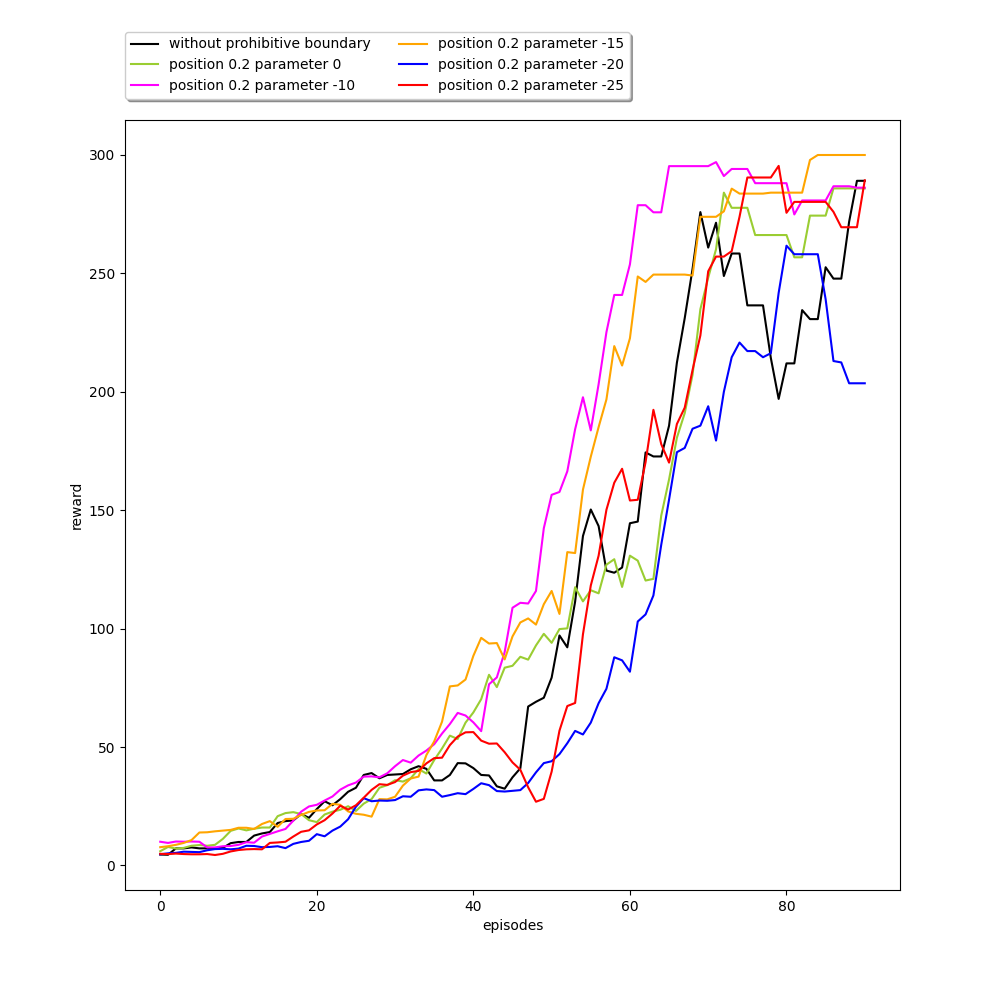 without prohibitive boundary
position 0.2 parameter 0
position 0.2 parameter -10
position 0.2 parameter -15
position 0.2 parameter -20
position 0.2 parameter -25
300
250
200
150
100
50
0
reward
0 20 40 60 80
episodes